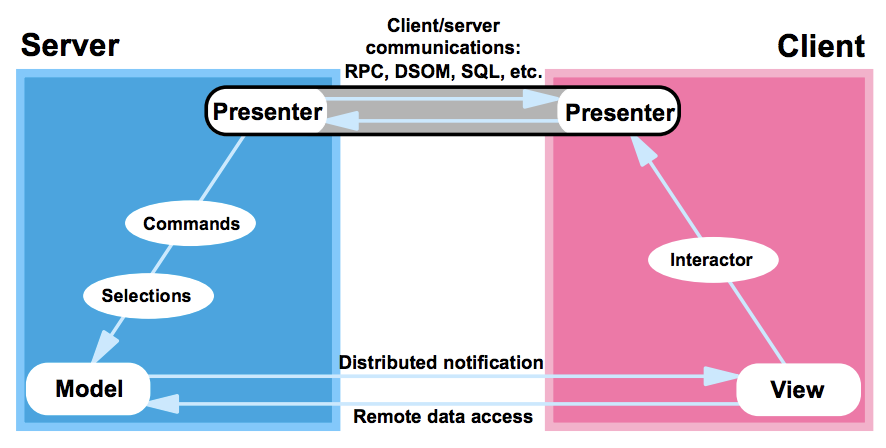 Server
Client/server
communications:
RPC, DSOM, SQL, etc.
Client
Presenter
Presenter
Commands
Interactor
Selections
Distributed notification
Model
View
Remote data access